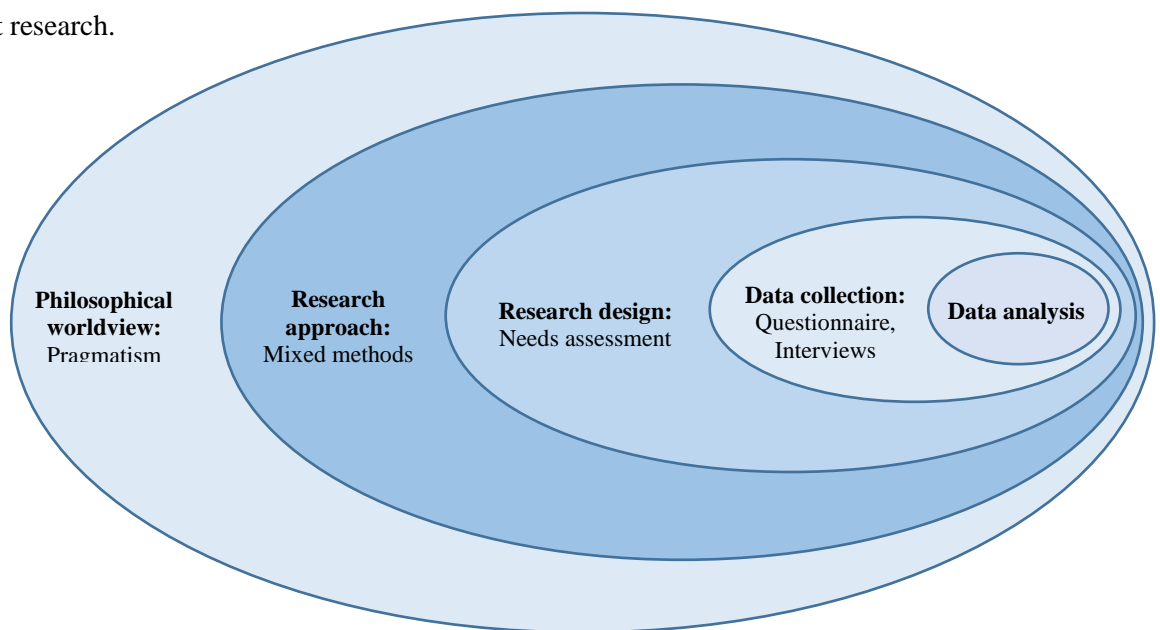 t research.
Philosophical
worldview:
Pragmatism
Research
approach:
Mixed methods
Research design:
Needs assessment
Data collection:
Questionnaire,
Interviews
Data analysis